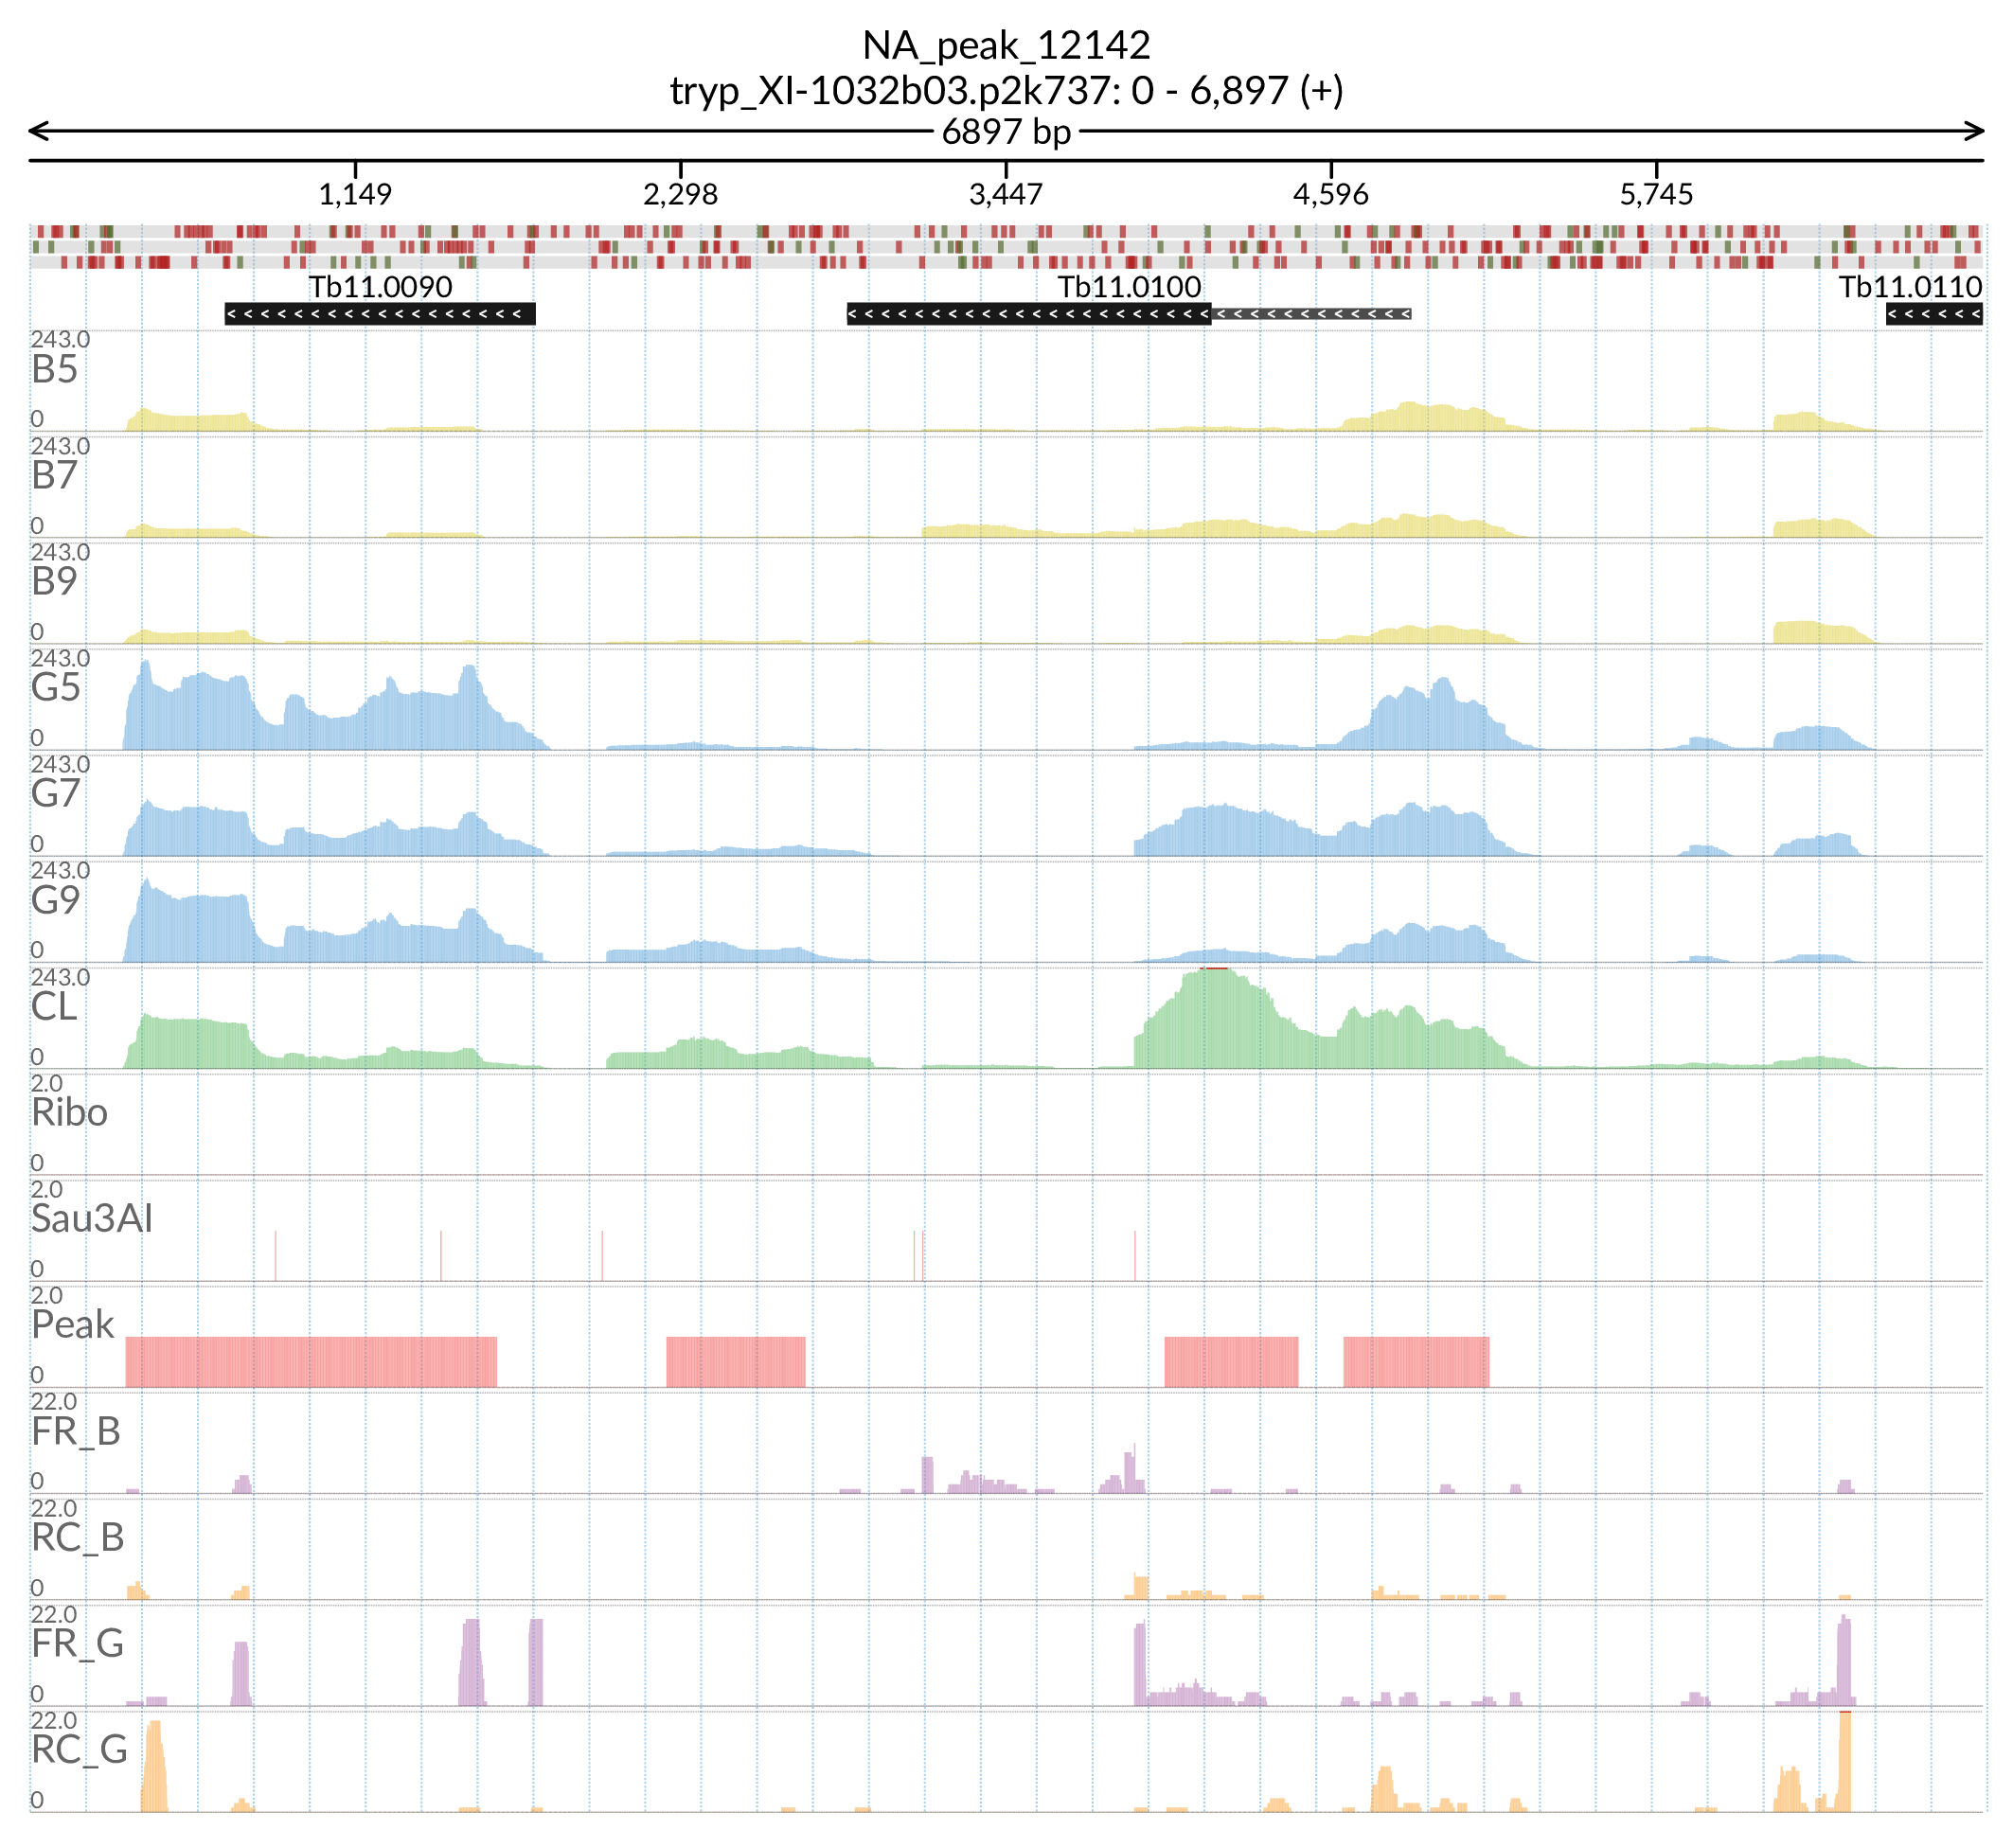 NA_peak_12142
tryp_XI-1032b03.p2k737: 0 - 6,897 (+)
6897 bp
1,149 2,298 3,447 4,596 5,745
Tb11.0090 Tb11.0100 Tb11.0110
243.0
B5
0
243.0
B7
0
243.0
B9
0
243.0
G5
0
243.0
G7
0
243.0
G9
0
243.0
CL
0
2.0
Ribo
0
2.0
Sau3AI
0
2.0
Peak
0
22.0
FR_B
0
22.0
RC_B
0
22.0
FR_G
0
22.0
RC_G
0